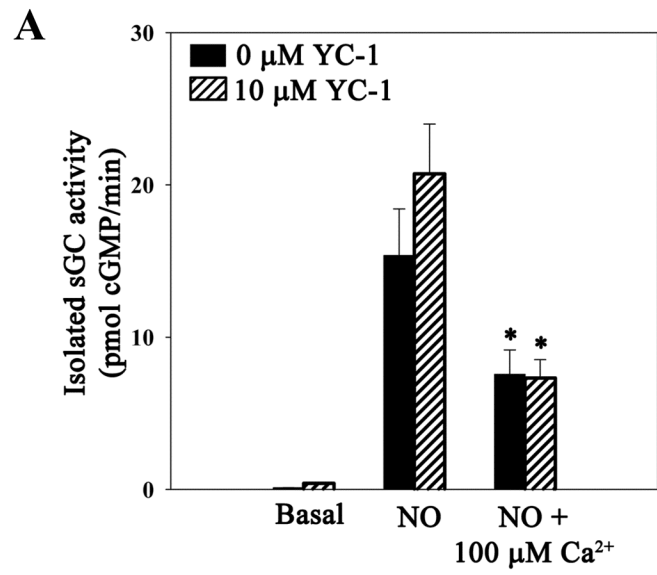 A
30
0 μM YC-1
10 μM YC-1
20
10
0
Isolated sGC activity
(pmol cGMP/min)
* *
Basal NO NO +
100 μM Ca²⁺